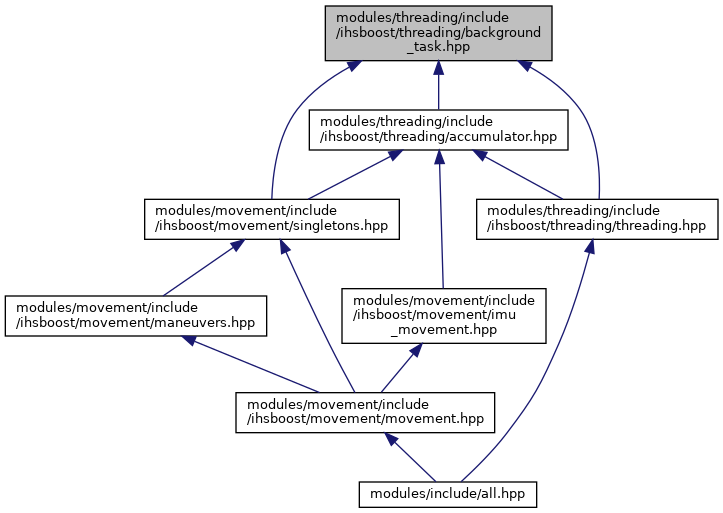 modules/threading/include
/ihsboost/threading/background
_task.hpp
modules/threading/include
/ihsboost/threading/accumulator.hpp
modules/movement/include
/ihsboost/movement/singletons.hpp
modules/threading/include
/ihsboost/threading/threading.hpp
modules/movement/include
/ihsboost/movement/maneuvers.hpp
modules/movement/include
/ihsboost/movement/imu
_movement.hpp
modules/movement/include
/ihsboost/movement/movement.hpp
modules/include/all.hpp